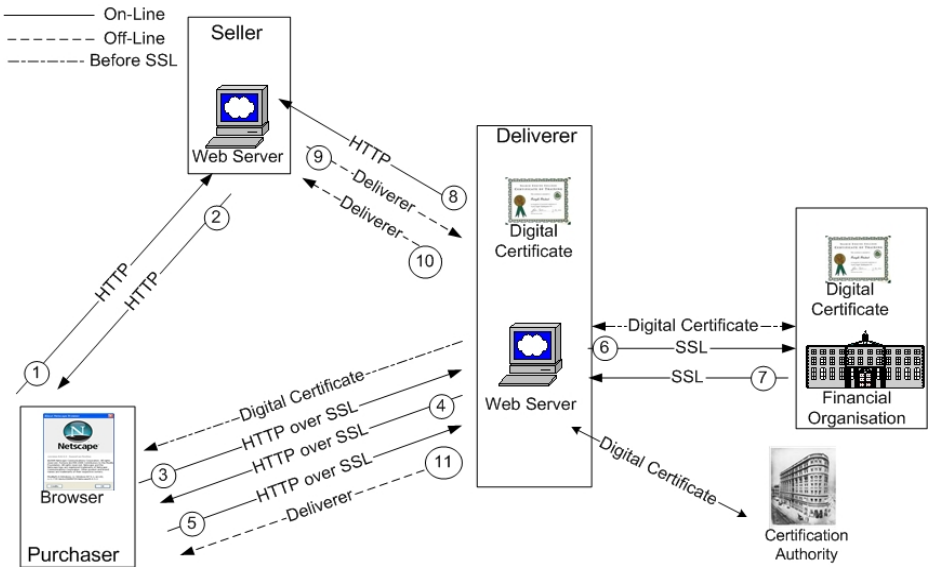 On-Line
Off-Line
Before SSL
Seller
Web Server
HTTP
8
9
Deliverer
Deliverer
10
2
HTTP
HTTP
1
Deliverer
Digital
Certificate
Web Server
Digital
Certificate
Financial
Organisation
Digital Certificate
6
SSL
SSL
7
Digital Certificate
Certification
Authority
Digital Certificate
HTTP over SSL
3
4
HTTP over SSL
HTTP over SSL
5
11
Deliverer
Netscape
Browser
Purchaser